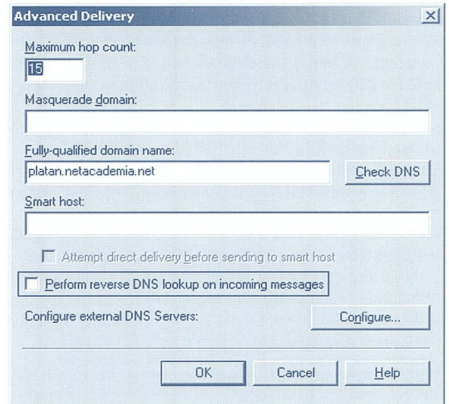 Advanced Delivery
Maximum hop count:
15
Masquerade domain:
Fully-qualified domain name:
platan.netacademia.net
Check DNS
Smart host:
Attempt direct delivery before sending to smart host
Perform reverse DNS lookup on incoming messages
Configure external DNS Servers:
Configure...
OK
Cancel
Help